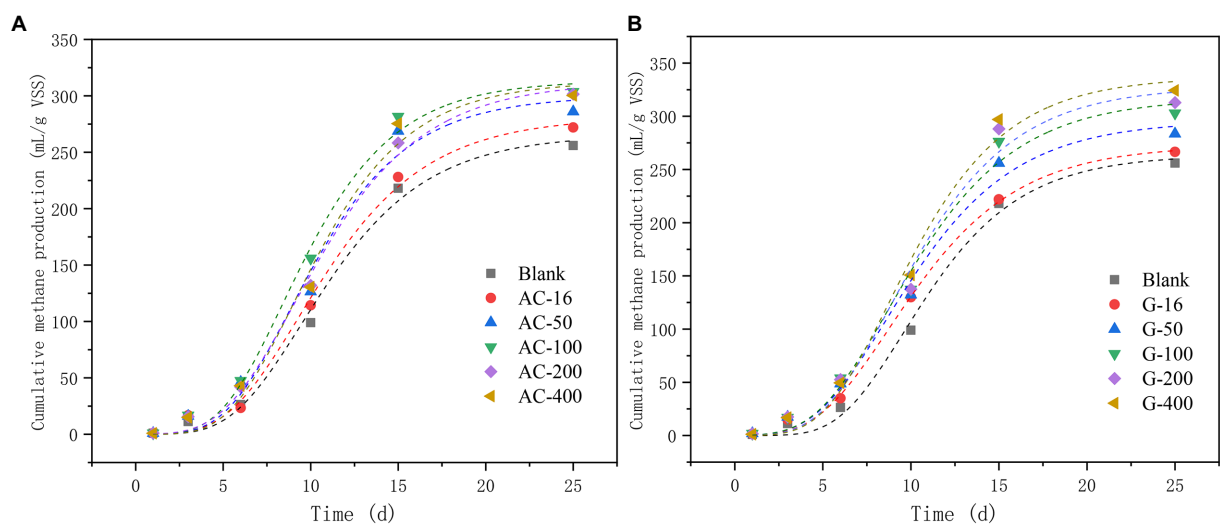 A
Cumulative methane production (mL/g VSS)
350
300
250
200
150
100
50
0
0
5
10
15
20
25
Time (d)
Blank
AC-16
AC-50
AC-100
AC-200
AC-400
B
Cumulative methane production (mL/g VSS)
350
300
250
200
150
100
50
0
0
5
10
15
20
25
Time (d)
Blank
G-16
G-50
G-100
G-200
G-400